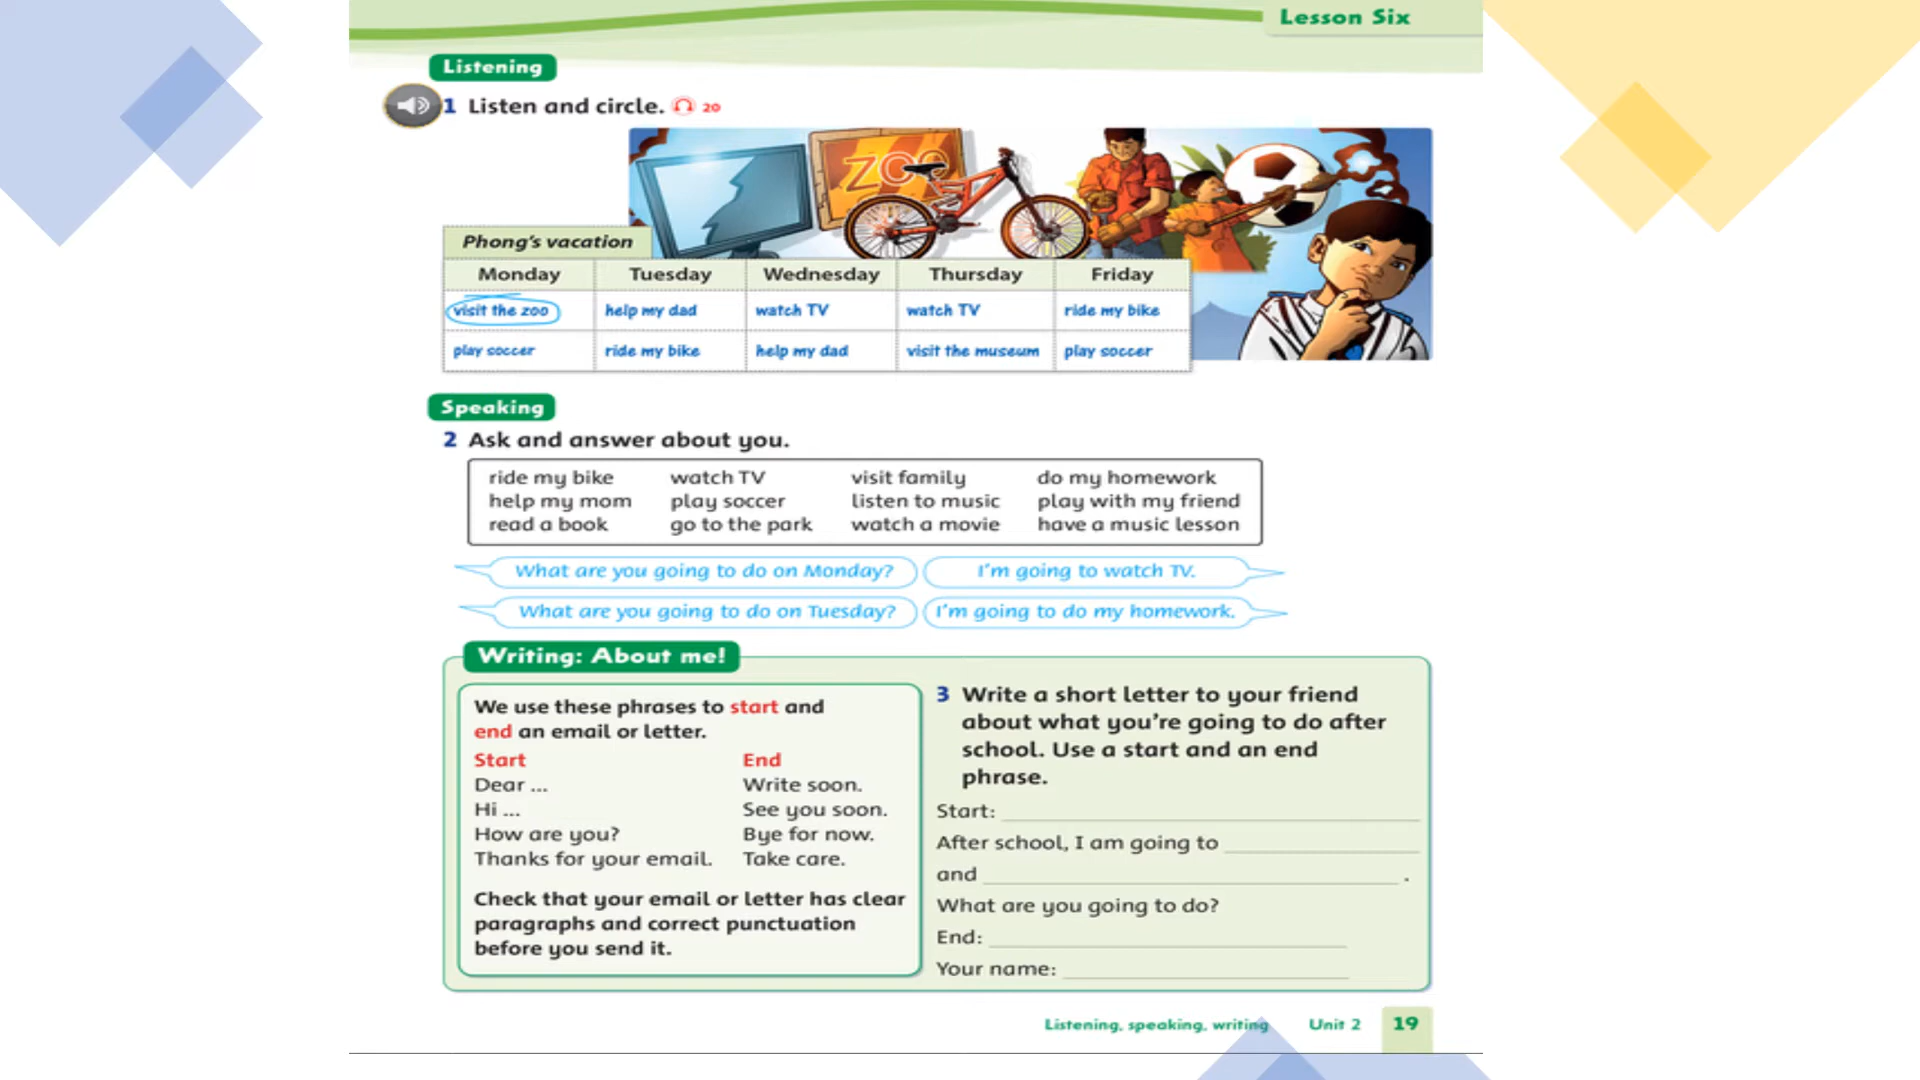 Lesson Six
Listening
1 Listen and circle. 20
ZOO
Phong's vacation
Monday Tuesday Wednesday Thursday Friday
visit the zoo help my dad watch TV watch TV ride my bike
play soccer ride my bike help my dad visit the museum play soccer
Speaking
2 Ask and answer about you.
ride my bike watch TV visit family do my homework
help my mom play soccer listen to music play with my friend
read a book go to the park watch a movie have a music lesson
What are you going to do on Monday? I'm going to watch TV.
What are you going to do on Tuesday? I'm going to do my homework.
Writing: About me!
We use these phrases to start and
end an email or letter.
Start End
Dear ... Write soon.
Hi ... See you soon.
How are you? Bye for now.
Thanks for your email. Take care.
Check that your email or letter has clear
paragraphs and correct punctuation
before you send it.
3 Write a short letter to your friend
about what you're going to do after
school. Use a start and an end
phrase.
Start:
After school, I am going to
and .
What are you going to do?
End:
Your name:
Listening, speaking, writing Unit 2 19